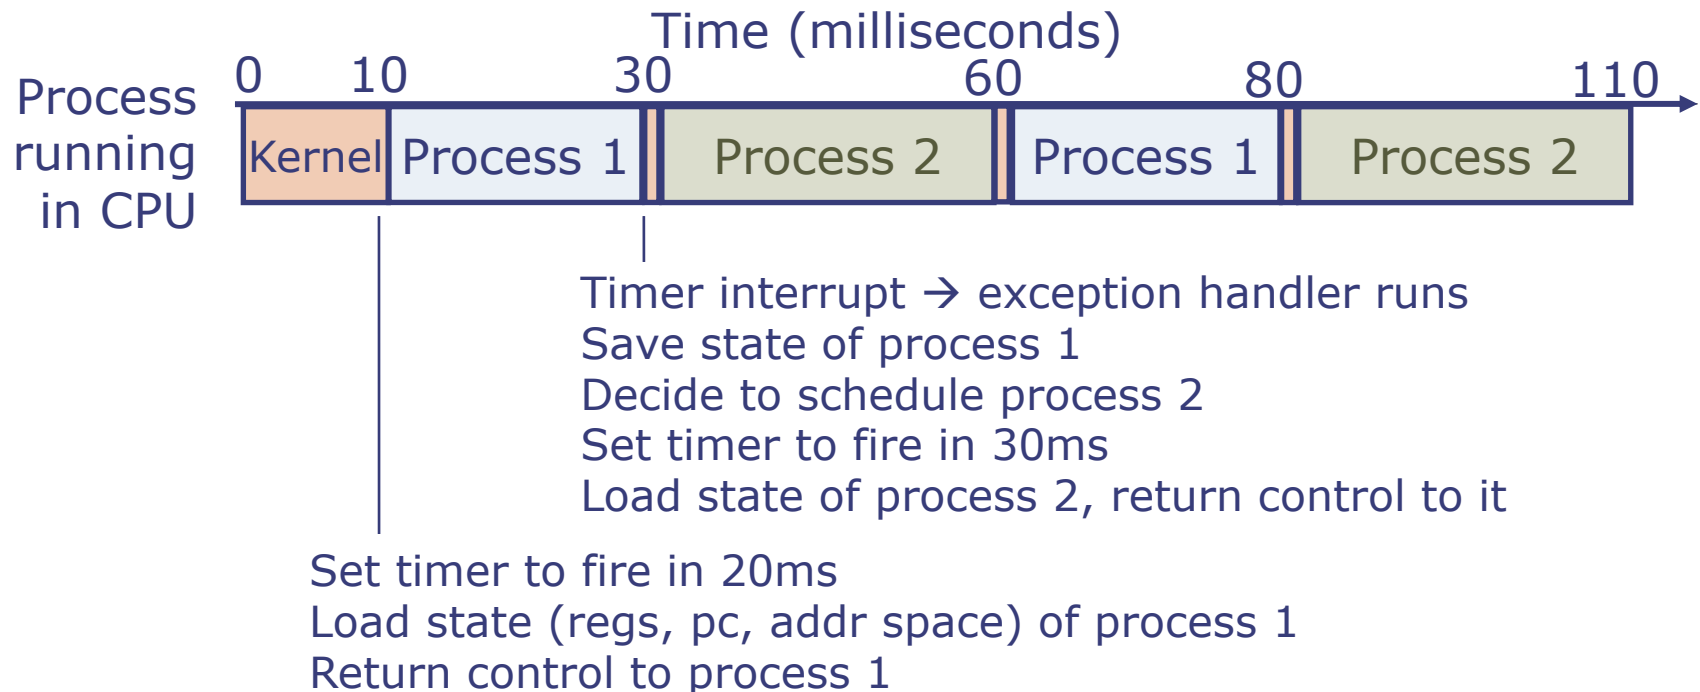 Time (milliseconds)
0 10 30 60 80 110
Process
running
in CPU
Kernel Process 1 Process 2 Process 1 Process 2
Timer interrupt → exception handler runs
Save state of process 1
Decide to schedule process 2
Set timer to fire in 30ms
Load state of process 2, return control to it
Set timer to fire in 20ms
Load state (regs, pc, addr space) of process 1
Return control to process 1